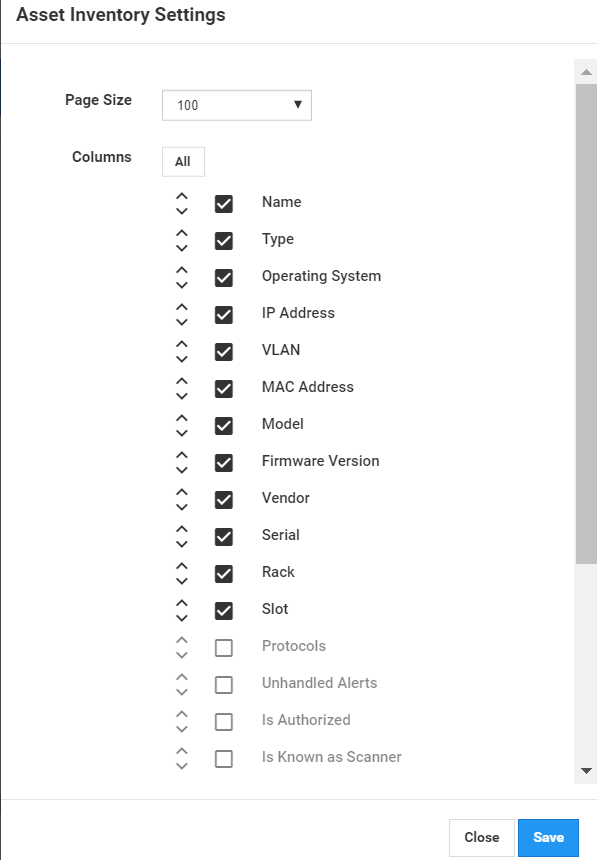 Asset Inventory Settings
Page Size 100
Columns All
Name
Type
Operating System
IP Address
VLAN
MAC Address
Model
Firmware Version
Vendor
Serial
Rack
Slot
Protocols
Unhandled Alerts
Is Authorized
Is Known as Scanner
Close Save